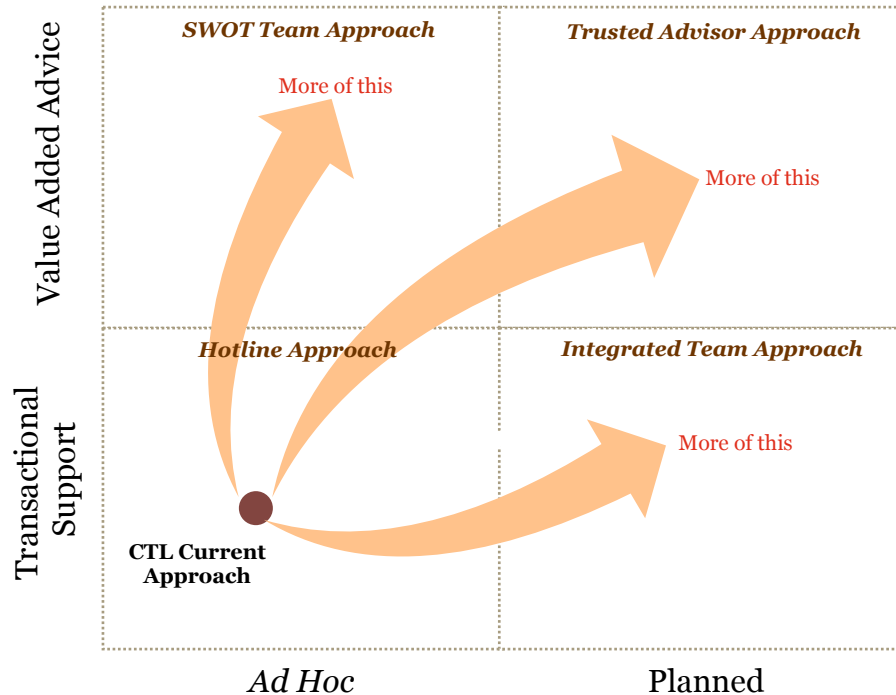 SWOT Team Approach
Trusted Advisor Approach
More of this
More of this
Value Added Advice
Hotline Approach
Integrated Team Approach
More of this
Transactional
Support
CTL Current
Approach
Ad Hoc
Planned